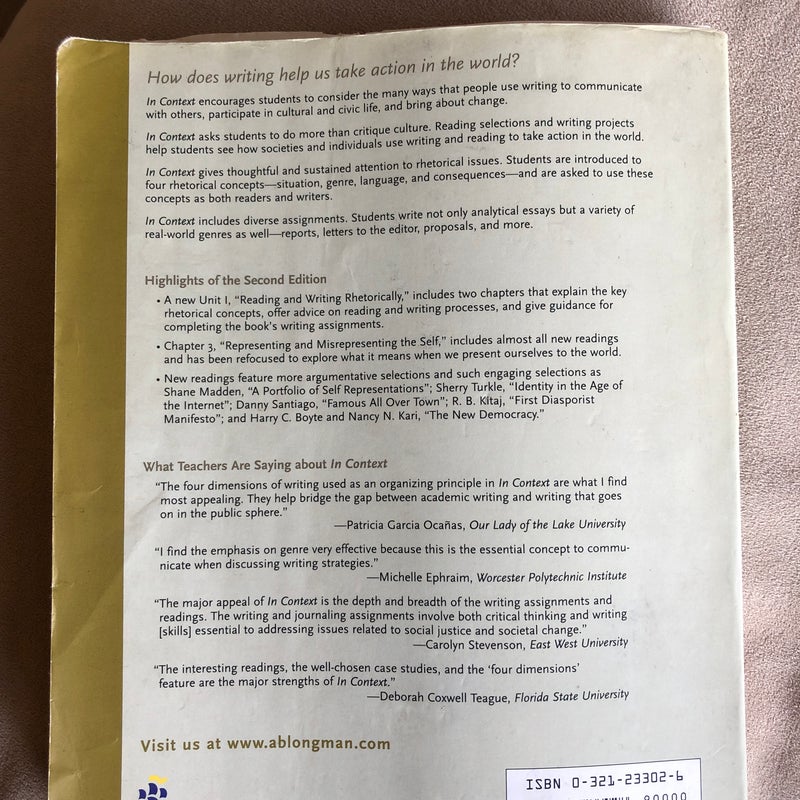 How does writing help us take action in the world?
In Context encourages students to consider the many ways that people use writing to communicate
with others, participate in cultural and civic life, and bring about change.
In Context asks students to do more than critique culture. Reading selections and writing projects
help students see how societies and individuals use writing and reading to take action in the world.
In Context gives thoughtful and sustained attention to rhetorical issues. Students are introduced to
four rhetorical concepts—situation, genre, language, and consequences—and are asked to use these
concepts as both readers and writers.
In Context includes diverse assignments. Students write not only analytical essays but a variety of
real-world genres as well—reports, letters to the editor, proposals, and more.
Highlights of the Second Edition
• A new Unit I, “Reading and Writing Rhetorically,” includes two chapters that explain the key
rhetorical concepts, offer advice on reading and writing processes, and give guidance for
completing the book's writing assignments.
• Chapter 3, “Representing and Misrepresenting the Self,” includes almost all new readings
and has been refocused to explore what it means when we present ourselves to the world.
• New readings feature more argumentative selections and such engaging selections as
Shane Madden, “A Portfolio of Self Representations”; Sherry Turkle, “Identity in the Age of
the Internet”; Danny Santiago, “Famous All Over Town”; R. B. Kitaj, “First Diasporist
Manifesto”; and Harry C. Boyte and Nancy N. Kari, “The New Democracy.”
What Teachers Are Saying about In Context
“The four dimensions of writing used as an organizing principle in In Context are what I find
most appealing. They help bridge the gap between academic writing and writing that goes
on in the public sphere.”
—Patricia Garcia Ocañas, Our Lady of the Lake University
“I find the emphasis on genre very effective because this is the essential concept to commu-
nicate when discussing writing strategies.”
—Michelle Ephraim, Worcester Polytechnic Institute
“The major appeal of In Context is the depth and breadth of the writing assignments and
readings. The writing and journaling assignments involve both critical thinking and writing
[skills] essential to addressing issues related to social justice and societal change.”
—Carolyn Stevenson, East West University
“The interesting readings, the well-chosen case studies, and the ‘four dimensions’
feature are the major strengths of In Context.”
—Deborah Coxwell Teague, Florida State University
Visit us at www.ablongman.com
ISBN 0-321-23302-6
90000